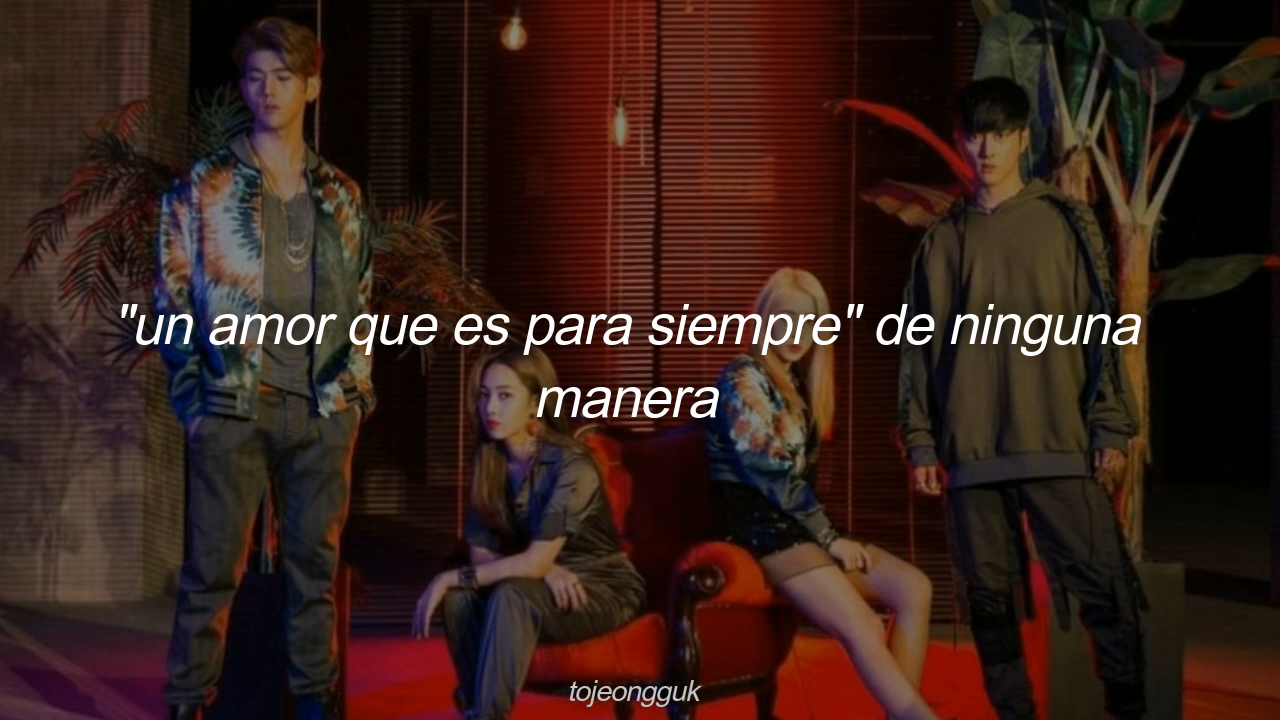 "un amor que es para siempre" de ninguna
manera
tojeongguk